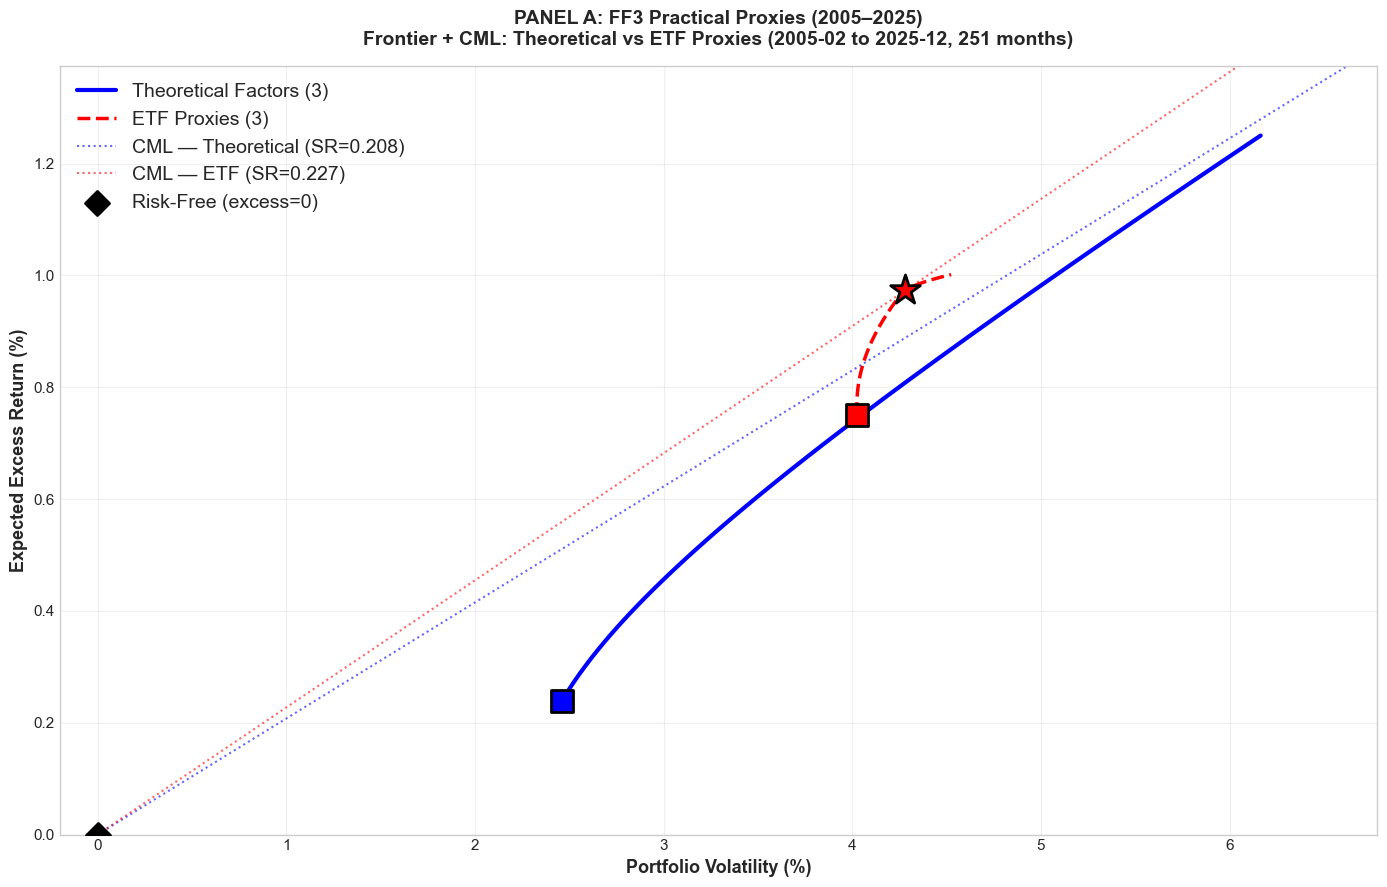 PANEL A: FF3 Practical Proxies (2005–2025)
Frontier + CML: Theoretical vs ETF Proxies (2005-02 to 2025-12, 251 months)
Theoretical Factors (3)
ETF Proxies (3)
CML — Theoretical (SR=0.208)
CML — ETF (SR=0.227)
Risk-Free (excess=0)
Expected Excess Return (%)
1.2
1.0
0.8
0.6
0.4
0.2
0.0
0 1 2 3 4 5 6
Portfolio Volatility (%)